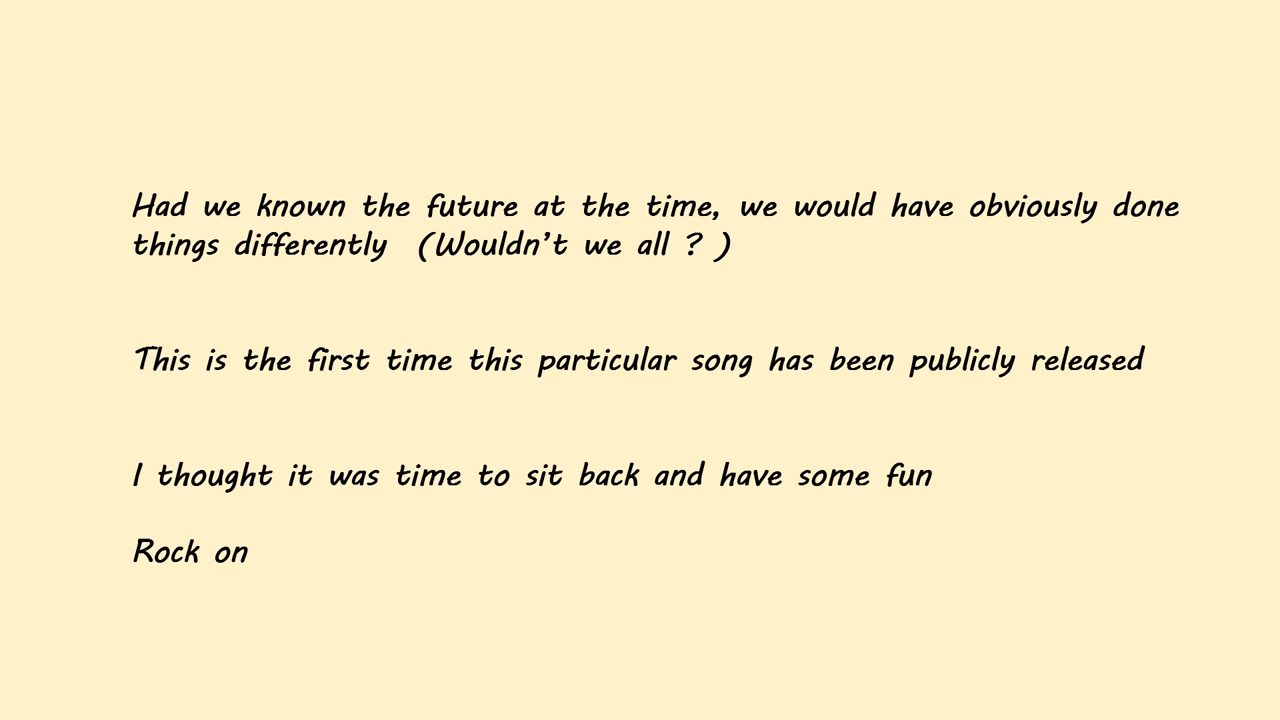 Had we known the future at the time, we would have obviously done
things differently  (Wouldn’t we all ? )
This is the first time this particular song has been publicly released
I thought it was time to sit back and have some fun
Rock on